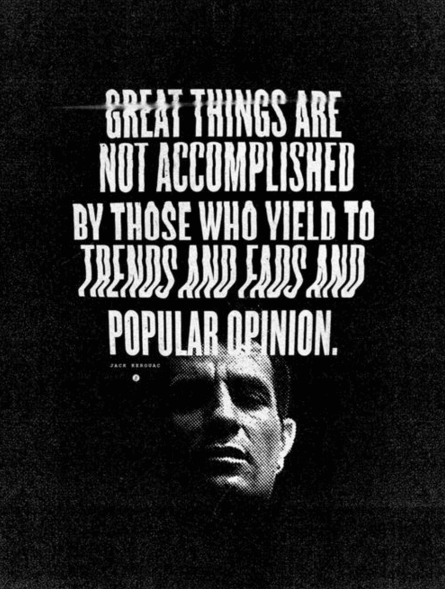 GREAT THINGS ARE
NOT ACCOMPLISHED
BY THOSE WHO YIELD TO
TRENDS AND FADS AND
POPULAR OPINION.
JACK KEROUAC